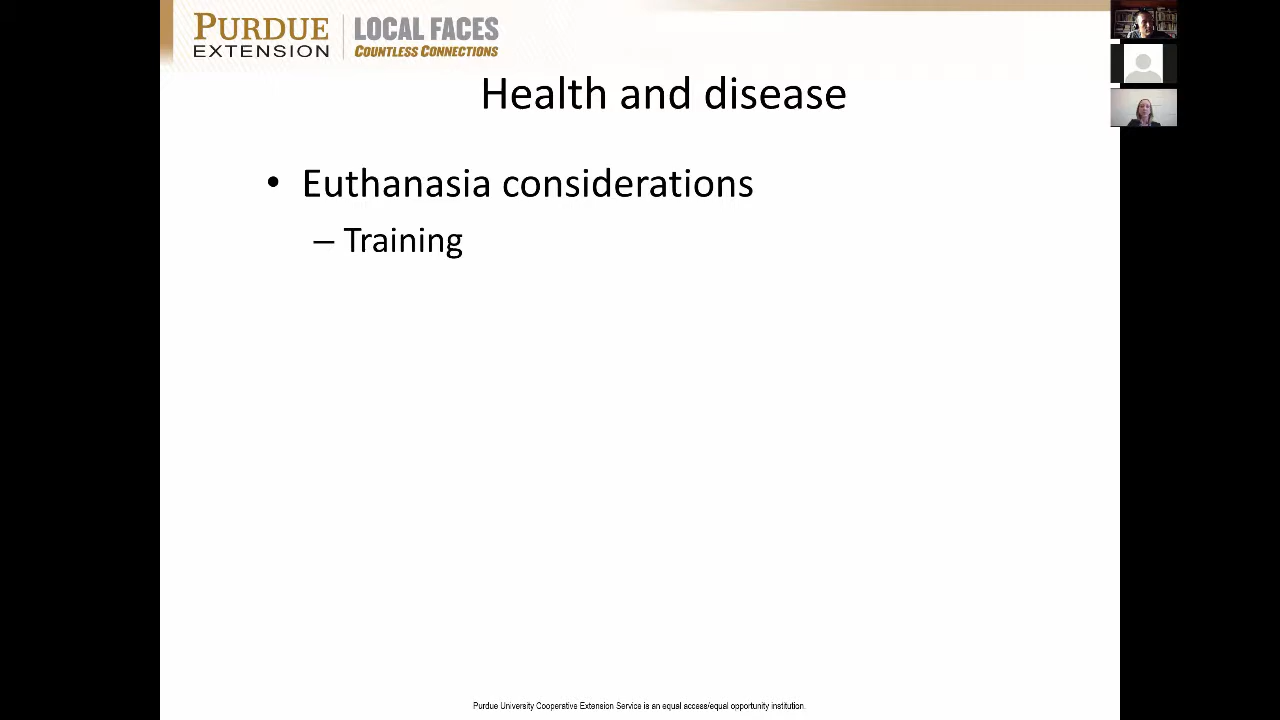 PURDUE
EXTENSION
LOCAL FACES
COUNTLESS CONNECTIONS
Health and disease
• Euthanasia considerations
– Training
Purdue University Cooperative Extension Service is an equal access/equal opportunity institution.